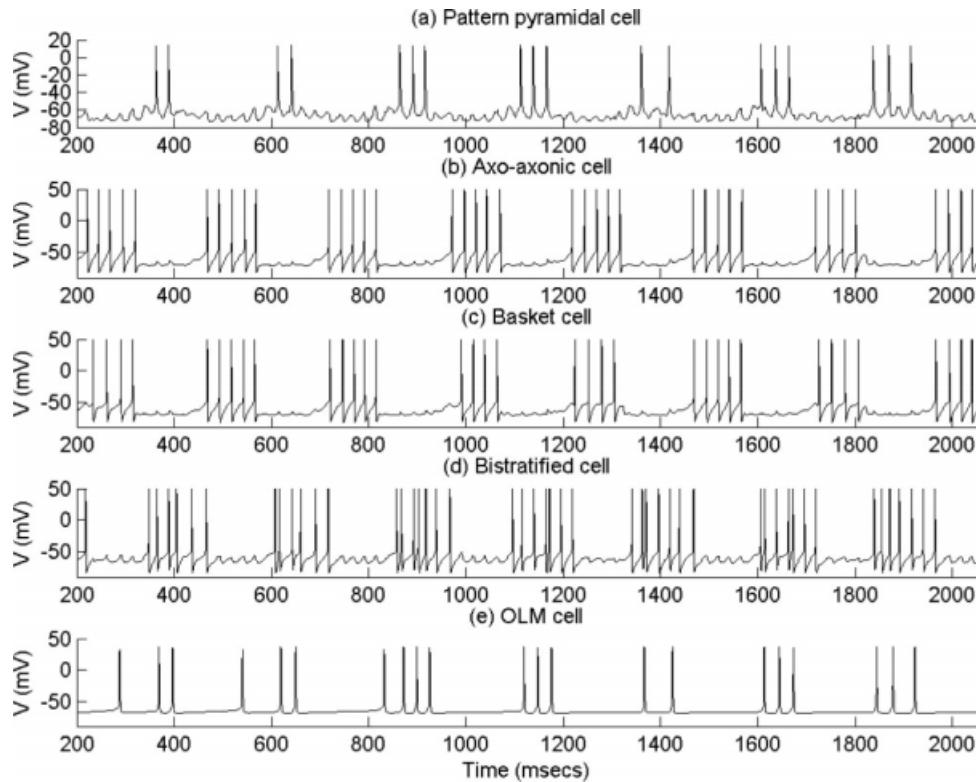 (a) Pattern pyramidal cell
V (mV)
20
0
-20
-40
-60
-80
200 400 600 800 1000 1200 1400 1600 1800 2000
(b) Axo-axonic cell
V (mV)
50
0
-50
200 400 600 800 1000 1200 1400 1600 1800 2000
(c) Basket cell
V (mV)
50
0
-50
200 400 600 800 1000 1200 1400 1600 1800 2000
(d) Bistratified cell
V (mV)
50
0
-50
200 400 600 800 1000 1200 1400 1600 1800 2000
(e) OLM cell
V (mV)
50
0
-50
200 400 600 800 1000 1200 1400 1600 1800 2000
Time (msecs)